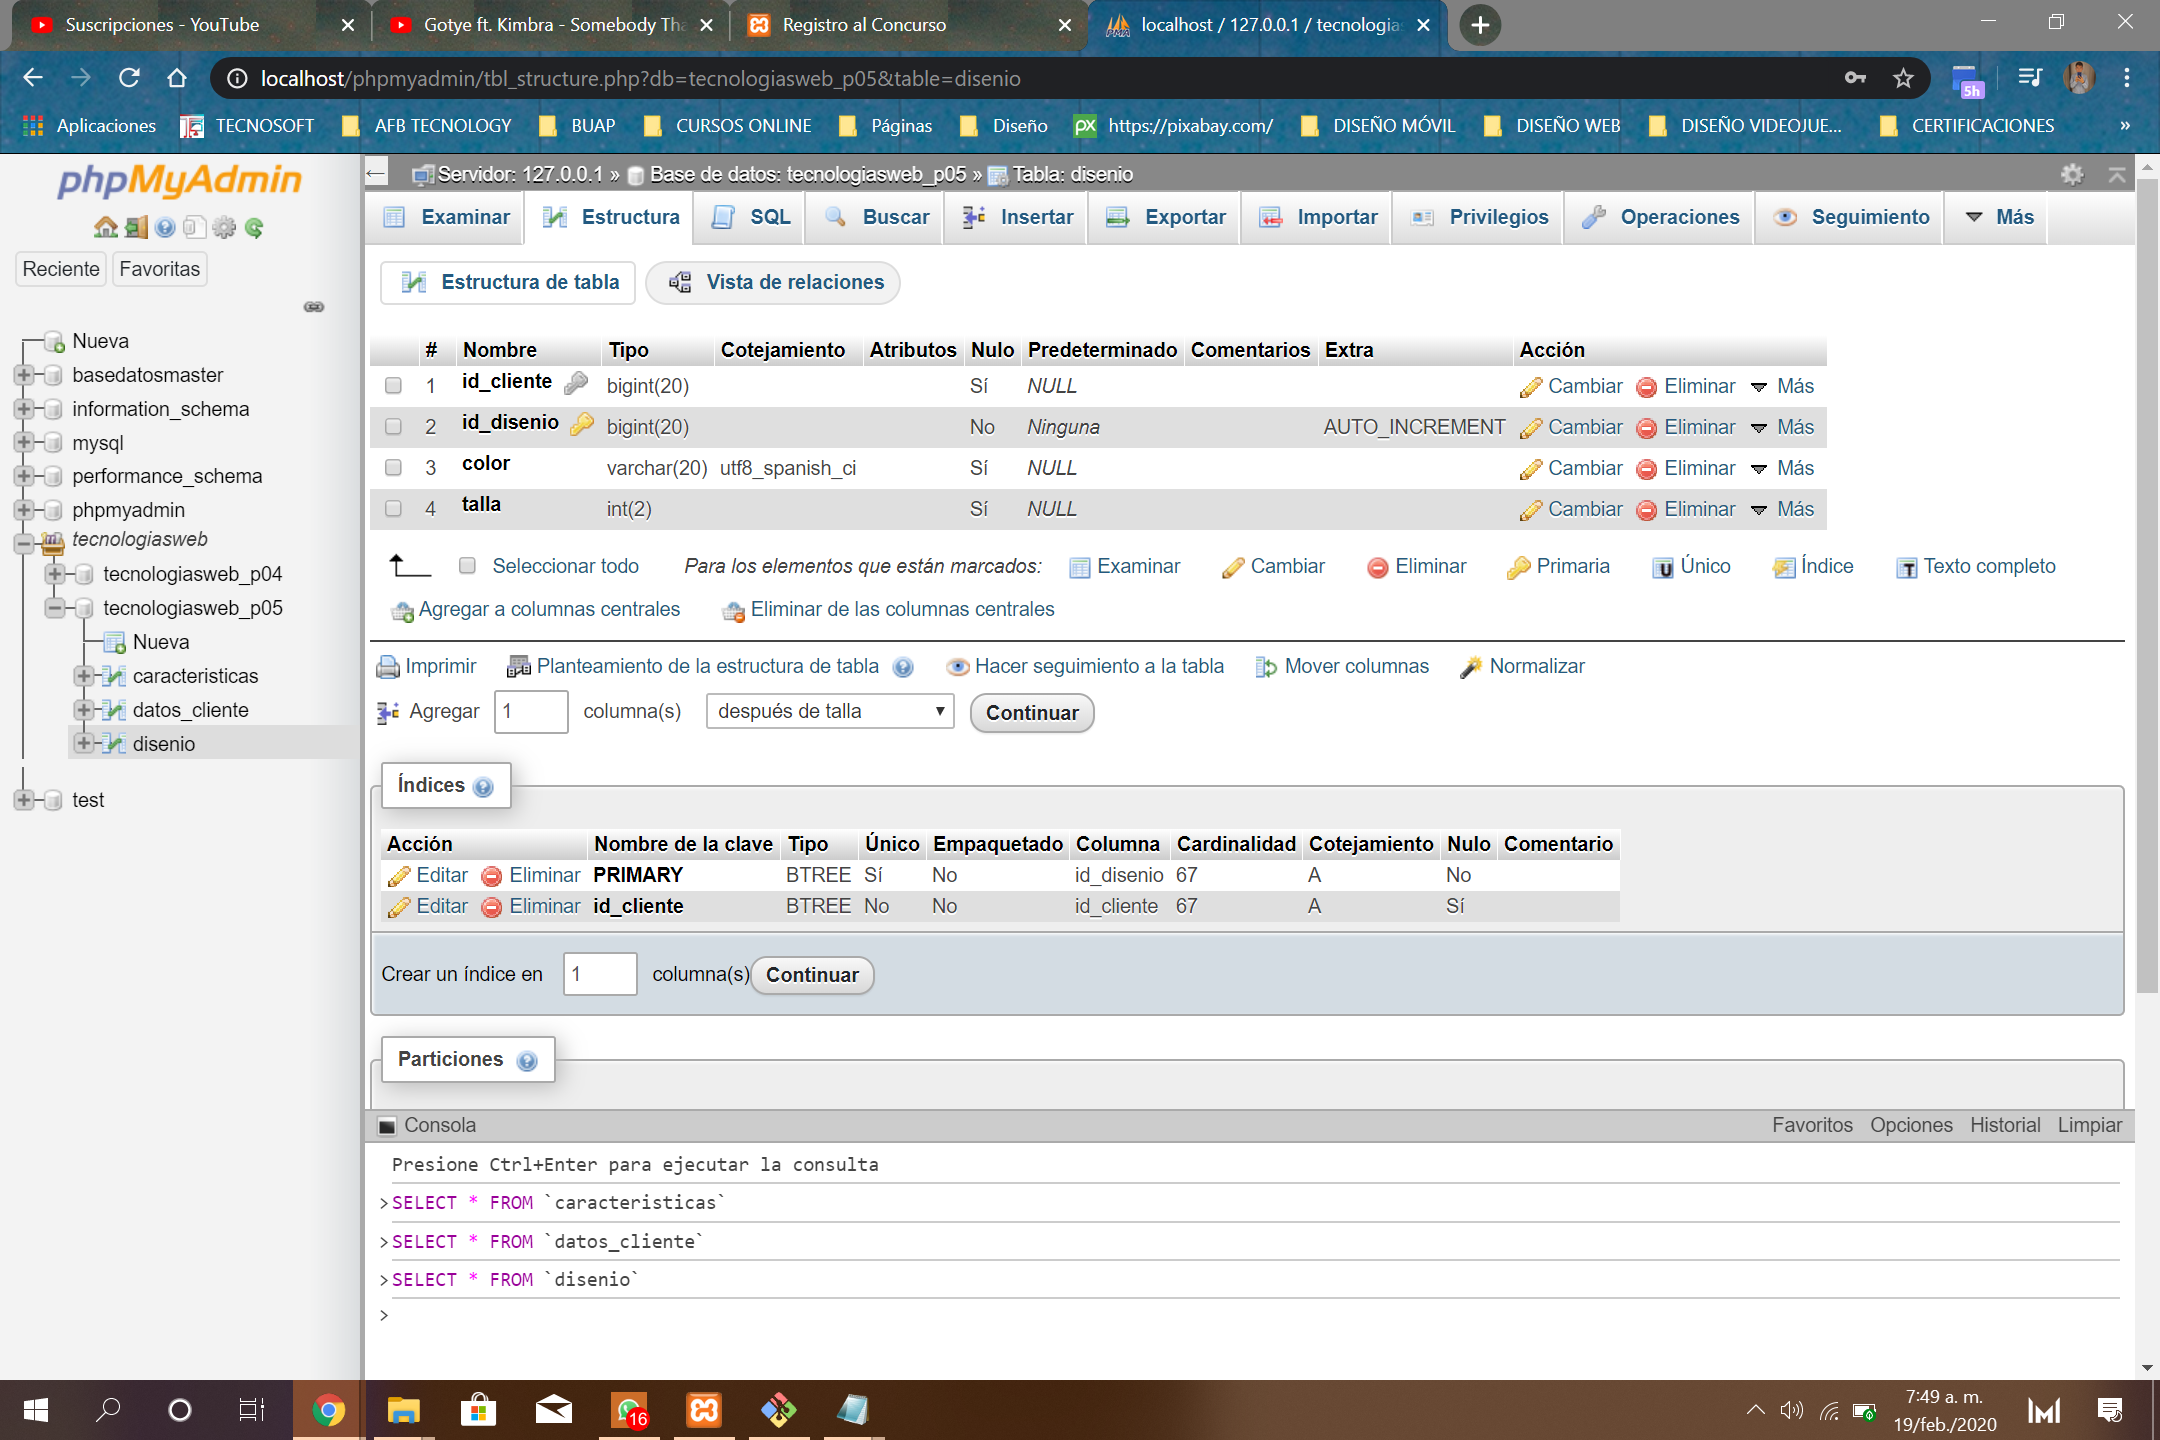 Suscripciones - YouTube
Gotye ft. Kimbra - Somebody Tha
Registro al Concurso
localhost / 127.0.0.1 / tecnologias
localhost/phpmyadmin/tbl_structure.php?db=tecnologiasweb_p05&table=disenio
5h
Aplicaciones TECNOSOFT AFB TECNOLOGY BUAP CURSOS ONLINE Páginas Diseño px https://pixabay.com/ DISEÑO MÓVIL DISEÑO WEB DISEÑO VIDEOJUE... CERTIFICACIONES »
phpMyAdmin
Reciente Favoritas
Nueva
basedatosmaster
information_schema
mysql
performance_schema
phpmyadmin
tecnologiasweb
tecnologiasweb_p04
tecnologiasweb_p05
Nueva
caracteristicas
datos_cliente
disenio
test
Servidor: 127.0.0.1 » Base de datos: tecnologiasweb_p05 » Tabla: disenio
Examinar Estructura SQL Buscar Insertar Exportar Importar Privilegios Operaciones Seguimiento Más
Estructura de tabla Vista de relaciones
# Nombre Tipo Cotejamiento Atributos Nulo Predeterminado Comentarios Extra Acción
1 id_cliente bigint(20) Sí NULL Cambiar Eliminar Más
2 id_disenio bigint(20) No Ninguna AUTO_INCREMENT Cambiar Eliminar Más
3 color varchar(20) utf8_spanish_ci Sí NULL Cambiar Eliminar Más
4 talla int(2) Sí NULL Cambiar Eliminar Más
Seleccionar todo Para los elementos que están marcados: Examinar Cambiar Eliminar Primaria Único Índice Texto completo
Agregar a columnas centrales Eliminar de las columnas centrales
Imprimir Planteamiento de la estructura de tabla Hacer seguimiento a la tabla Mover columnas Normalizar
Agregar 1 columna(s) después de talla Continuar
Índices
Acción Nombre de la clave Tipo Único Empaquetado Columna Cardinalidad Cotejamiento Nulo Comentario
Editar Eliminar PRIMARY BTREE Sí No id_disenio 67 A No
Editar Eliminar id_cliente BTREE No No id_cliente 67 A Sí
Crear un índice en 1 columna(s) Continuar
Particiones
Consola Favoritos Opciones Historial Limpiar
Presione Ctrl+Enter para ejecutar la consulta
>SELECT * FROM `caracteristicas`
>SELECT * FROM `datos_cliente`
>SELECT * FROM `disenio`
>
16
7:49 a. m.
19/feb./2020